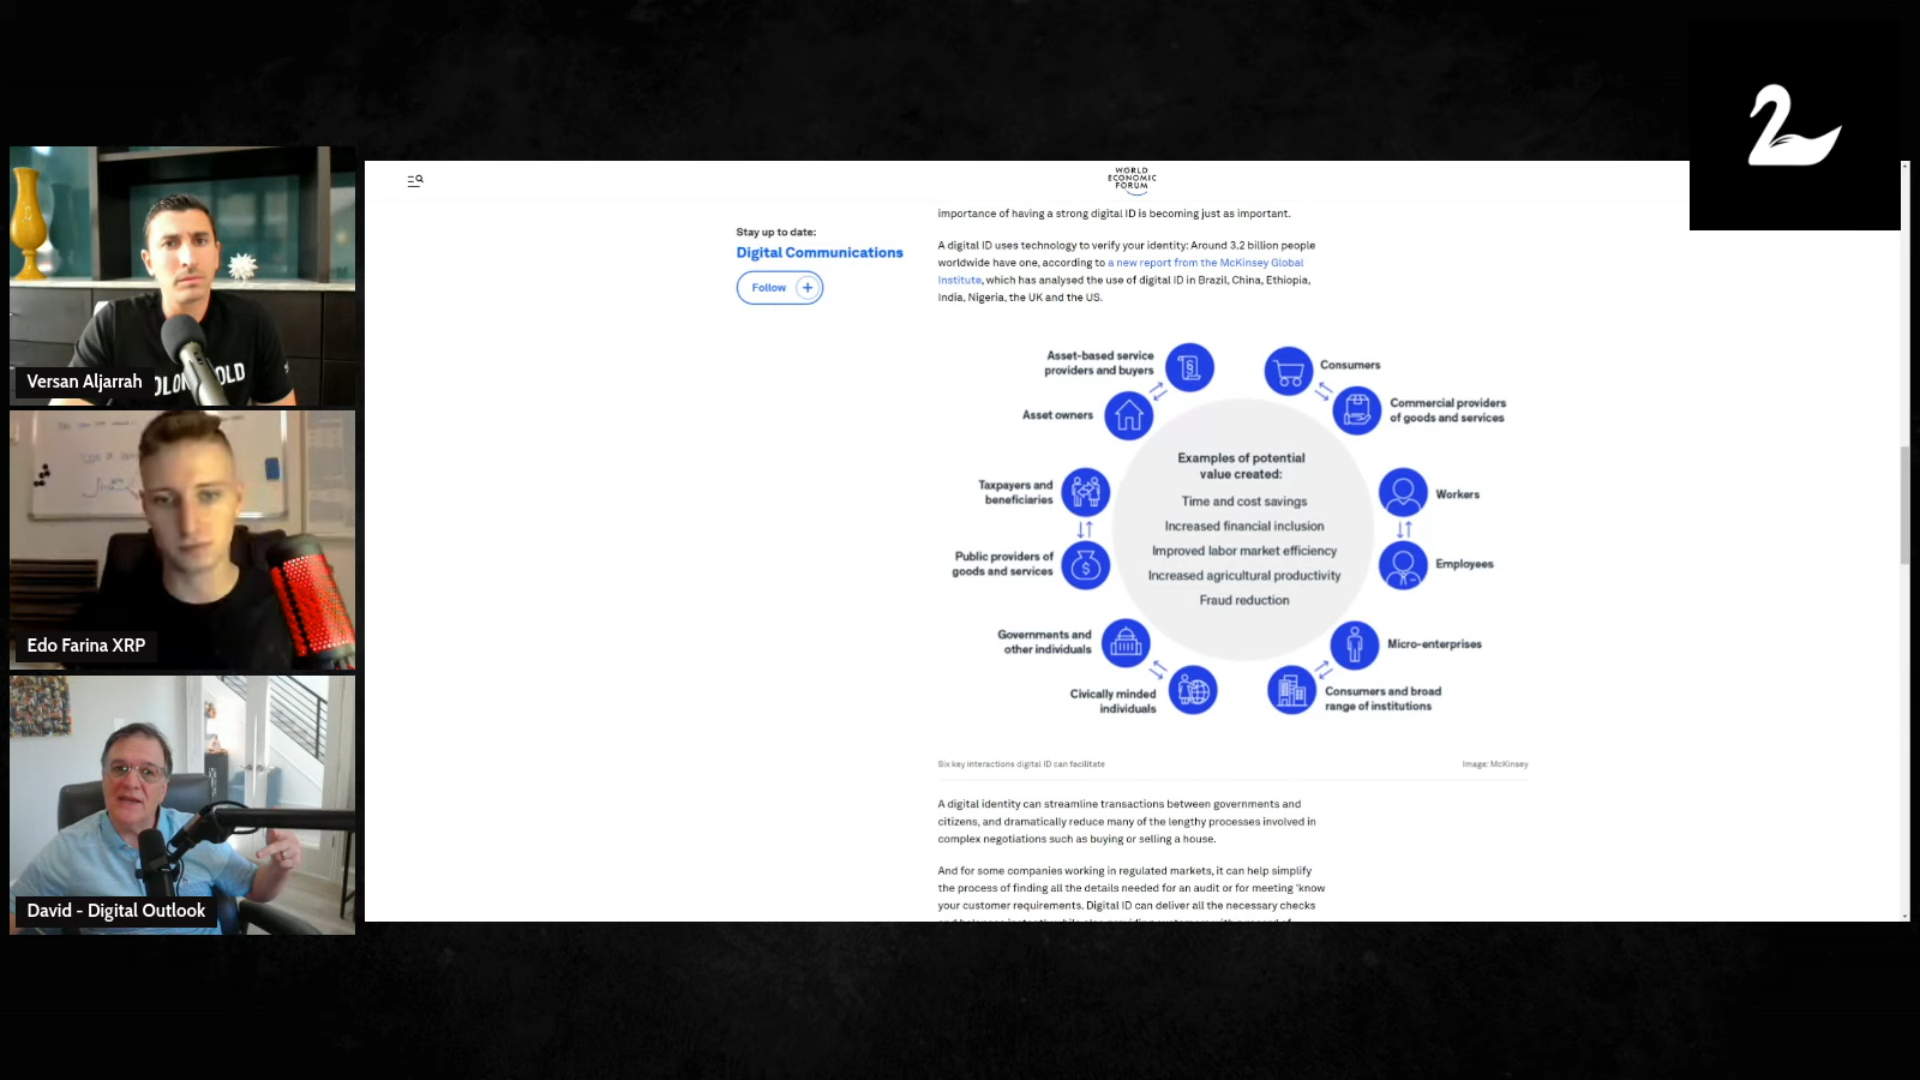 Versan Aljarrah
OLD
Edo Farina XRP
David - Digital Outlook
WORLD
ECONOMIC
FORUM
Stay up to date:
Digital Communications
Follow +
importance of having a strong digital ID is becoming just as important.
A digital ID uses technology to verify your identity: Around 3.2 billion people
worldwide have one, according to a new report from the McKinsey Global
Institute, which has analysed the use of digital ID in Brazil, China, Ethiopia,
India, Nigeria, the UK and the US.
Asset-based service
providers and buyers
Asset owners
Taxpayers and
beneficiaries
Public providers of
goods and services
Governments and
other individuals
Civically minded
individuals
Consumers
Commercial providers
of goods and services
Workers
Employees
Micro-enterprises
Consumers and broad
range of institutions
Examples of potential
value created:
Time and cost savings
Increased financial inclusion
Improved labor market efficiency
Increased agricultural productivity
Fraud reduction
Six key interactions digital ID can facilitate
Image: McKinsey
A digital identity can streamline transactions between governments and
citizens, and dramatically reduce many of the lengthy processes involved in
complex negotiations such as buying or selling a house.
And for some companies working in regulated markets, it can help simplify
the process of finding all the details needed for an audit or for meeting 'know
your customer requirements. Digital ID can deliver all the necessary checks